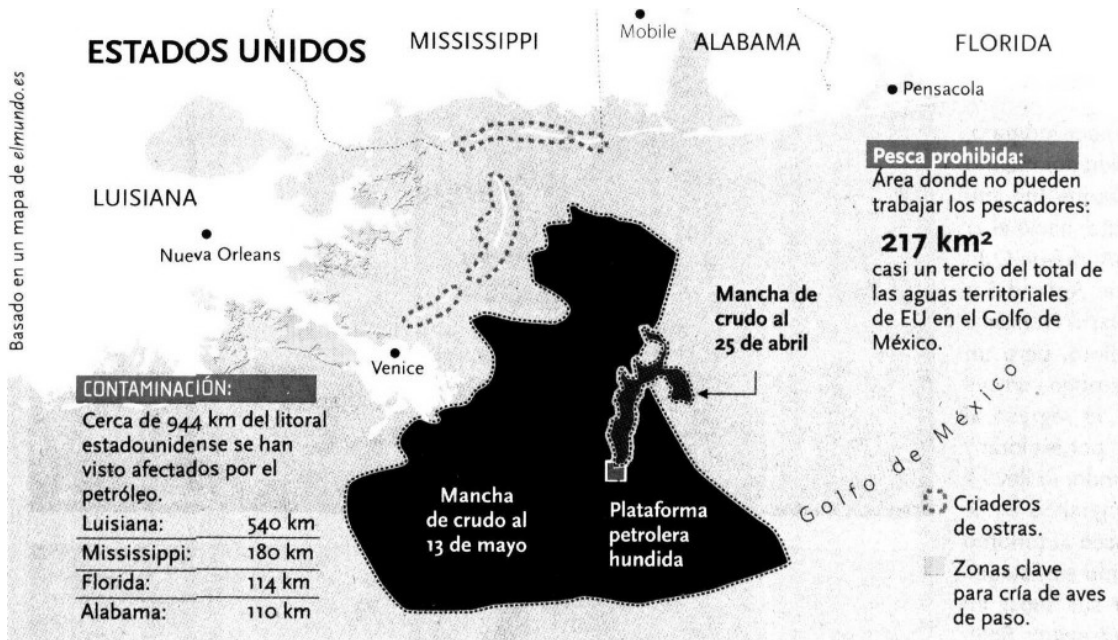 ESTADOS UNIDOS
MISSISSIPPI
Mobile
ALABAMA
FLORIDA
Pensacola
Basado en un mapa de elmundo.es
LUISIANA
Nueva Orleans
Venice
Pesca prohibida:
Área donde no pueden
trabajar los pescadores:
217 km²
casi un tercio del total de
las aguas territoriales
de EU en el Golfo de
México.
Mancha de
crudo al
25 de abril
CONTAMINACIÓN:
Cerca de 944 km del litoral
estadounidense se han
visto afectados por el
petróleo.
Luisiana: 540 km
Mississippi: 180 km
Florida: 114 km
Alabama: 110 km
Mancha
de crudo al
13 de mayo
Plataforma
petrolera
hundida
Golfo de México
Criaderos
de ostras.
Zonas clave
para cría de aves
de paso.